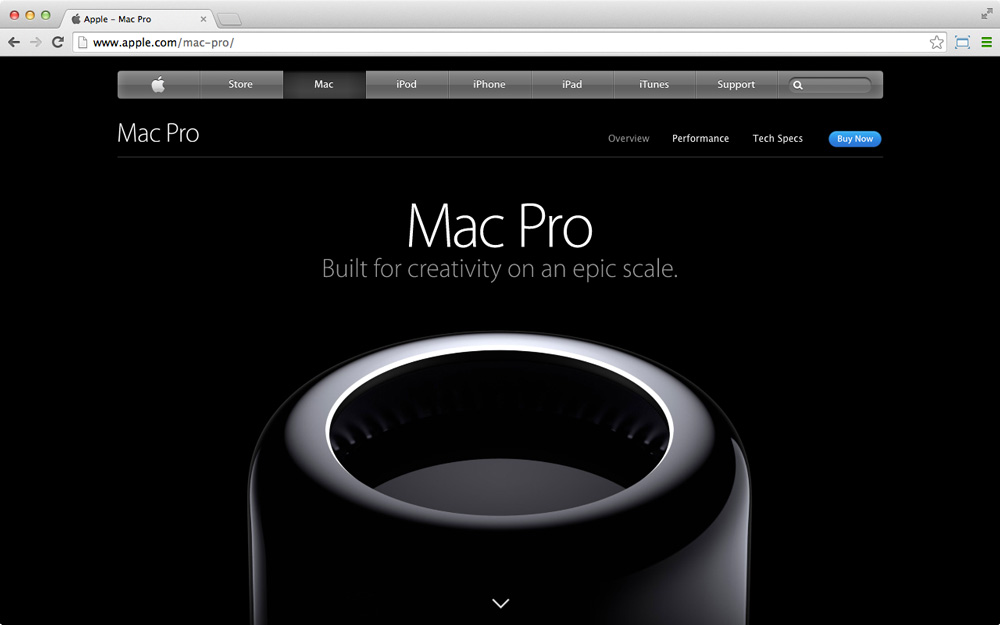 Apple - Mac Pro
www.apple.com/mac-pro/
Store Mac iPod iPhone iPad iTunes Support
Mac Pro
Overview Performance Tech Specs Buy Now
Mac Pro
Built for creativity on an epic scale.